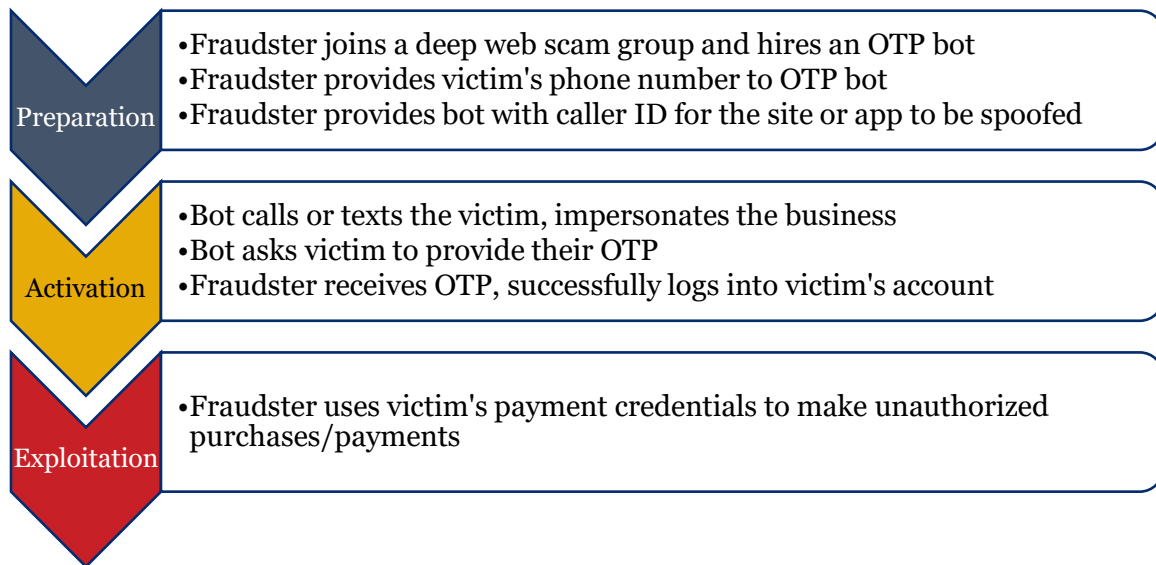 Preparation
•Fraudster joins a deep web scam group and hires an OTP bot
•Fraudster provides victim's phone number to OTP bot
•Fraudster provides bot with caller ID for the site or app to be spoofed
Activation
•Bot calls or texts the victim, impersonates the business
•Bot asks victim to provide their OTP
•Fraudster receives OTP, successfully logs into victim's account
Exploitation
•Fraudster uses victim's payment credentials to make unauthorized
purchases/payments